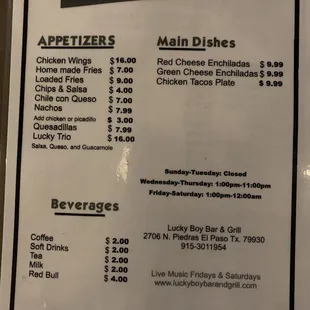 APPETIZERS
Chicken Wings $16.00
Home made Fries $ 7.00
Loaded Fries $ 9.00
Chips & Salsa $ 4.00
Chile con Queso $ 7.00
Nachos $ 7.99
Add chicken or picadillo $ 3.00
Quesadillas $ 7.99
Lucky Trio $ 16.00
Salsa, Queso, and Guacamole
Main Dishes
Red Cheese Enchiladas $ 9.99
Green Cheese Enchiladas $ 9.99
Chicken Tacos Plate $ 9.99
Sunday-Tuesday: Closed
Wednesday-Thursday: 1:00pm-11:00pm
Friday-Saturday: 1:00pm-12:00am
Beverages
Coffee $ 2.00
Soft Drinks $ 2.00
Tea $ 2.00
Milk $ 2.00
Red Bull $ 4.00
Lucky Boy Bar & Grill
2706 N. Piedras El Paso Tx. 79930
915-3011954
Live Music Fridays & Saturdays
www.luckyboybarandgrill.com